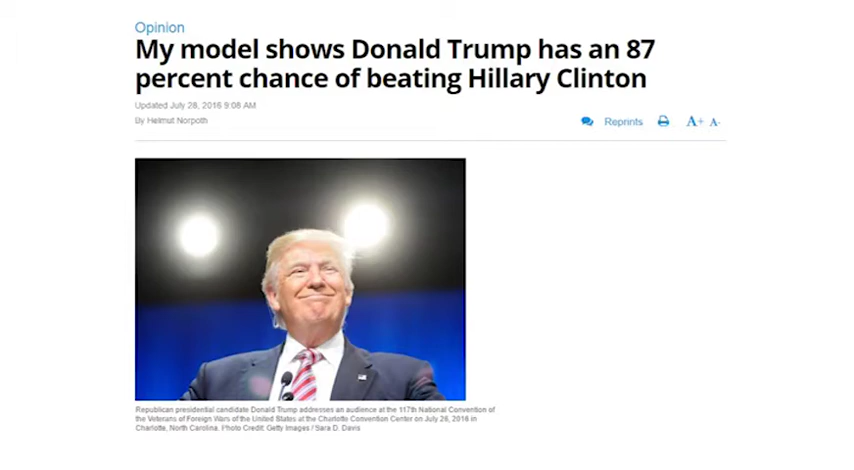 Opinion
My model shows Donald Trump has an 87
percent chance of beating Hillary Clinton
Updated July 28, 2016 9:08 AM
By Helmut Norpoth
Reprints A+ A-
Republican presidential candidate Donald Trump addresses an audience at the 117th National Convention of
the Veterans of Foreign Wars of the United States at the Charlotte Convention Center on July 26, 2016 in
Charlotte, North Carolina. Photo Credit: Getty Images / Sara D. Davis